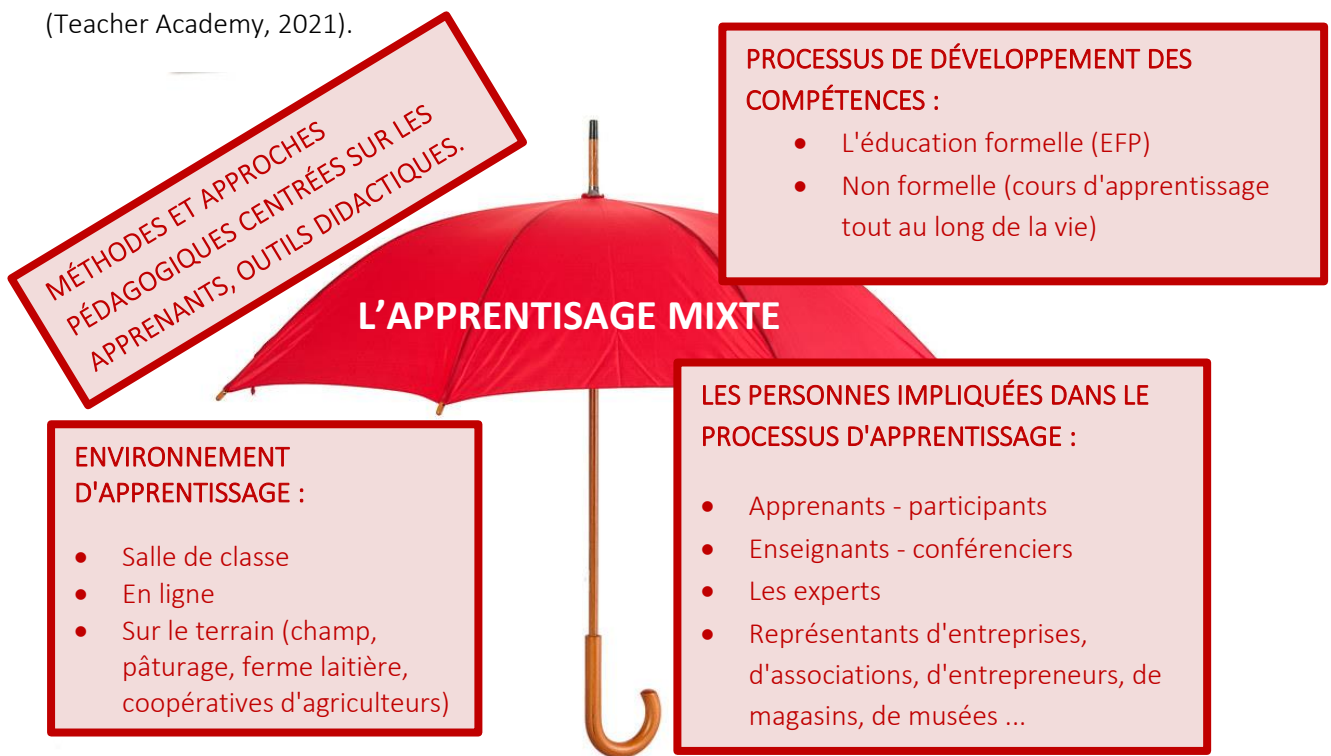 (Teacher Academy, 2021).
MÉTHODES ET APPROCHES
PÉDAGOGIQUES CENTRÉES SUR LES
APPRENANTS, OUTILS DIDACTIQUES.
PROCESSUS DE DÉVELOPPEMENT DES
COMPÉTENCES :
• L'éducation formelle (EFP)
• Non formelle (cours d'apprentissage
tout au long de la vie)
L’APPRENTISAGE MIXTE
ENVIRONNEMENT
D'APPRENTISSAGE :
• Salle de classe
• En ligne
• Sur le terrain (champ,
pâturage, ferme laitière,
coopératives d'agriculteurs)
LES PERSONNES IMPLIQUÉES DANS LE
PROCESSUS D'APPRENTISSAGE :
• Apprenants - participants
• Enseignants - conférenciers
• Les experts
• Représentants d'entreprises,
d'associations, d'entrepreneurs, de
magasins, de musées ...